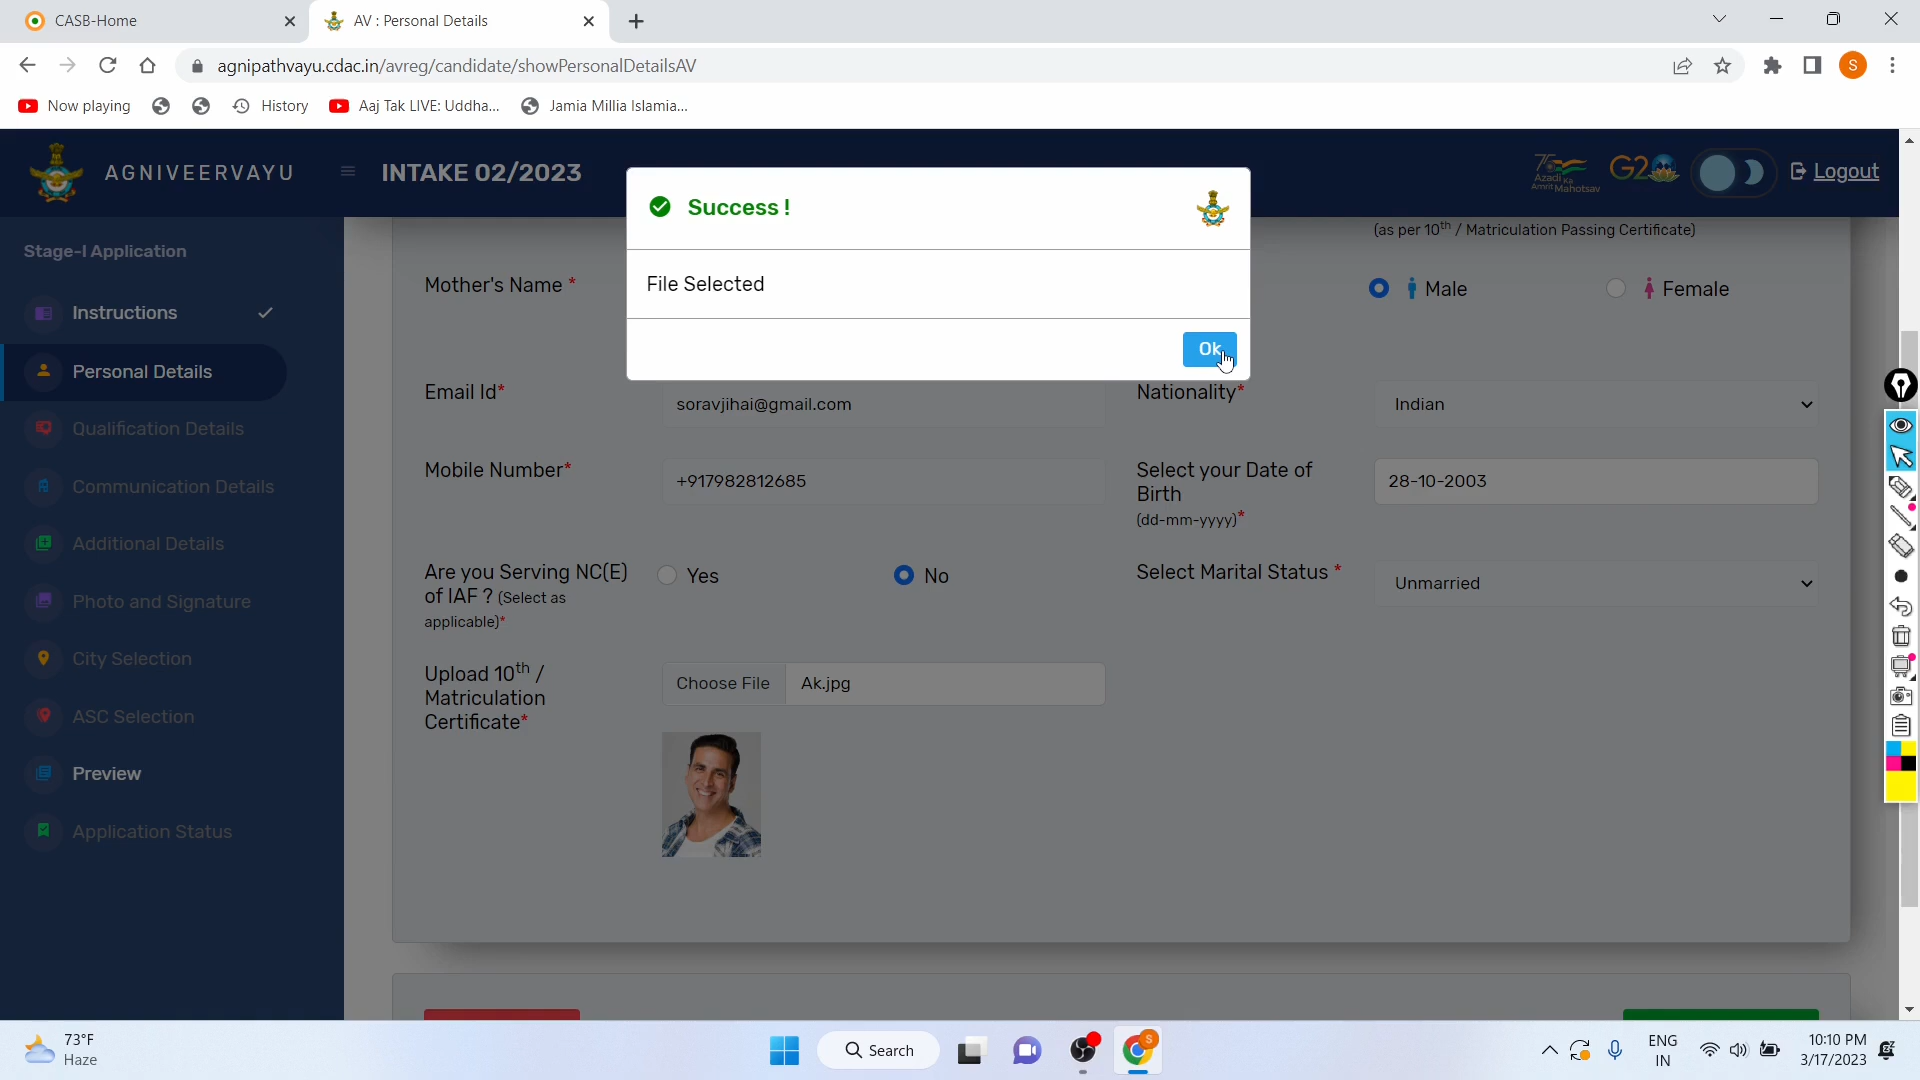 CASB-Home
AV : Personal Details
agnipathvayu.cdac.in/avreg/candidate/showPersonalDetailsAV
S
Now playing
History
Aaj Tak LIVE: Uddha...
Jamia Millia Islamia...
AGNIVEERVAYU
INTAKE 02/2023
75 Azadi Ka Amrit Mahotsav
G20
Logout
Success !
File Selected
Ok
Stage-I Application
Instructions
Personal Details
Qualification Details
Communication Details
Additional Details
Photo and Signature
City Selection
ASC Selection
Preview
Application Status
(as per 10th / Matriculation Passing Certificate)
Mother's Name *
Male
Female
Email Id*
soravjihai@gmail.com
Nationality*
Indian
Mobile Number*
+917982812685
Select your Date of
Birth
(dd-mm-yyyy)*
28-10-2003
Are you Serving NC(E)
of IAF ? (Select as
applicable)*
Yes
No
Select Marital Status *
Unmarried
Upload 10th /
Matriculation
Certificate*
Choose File
Ak.jpg
73°F
Haze
Search
S
ENG
IN
10:10 PM
3/17/2023